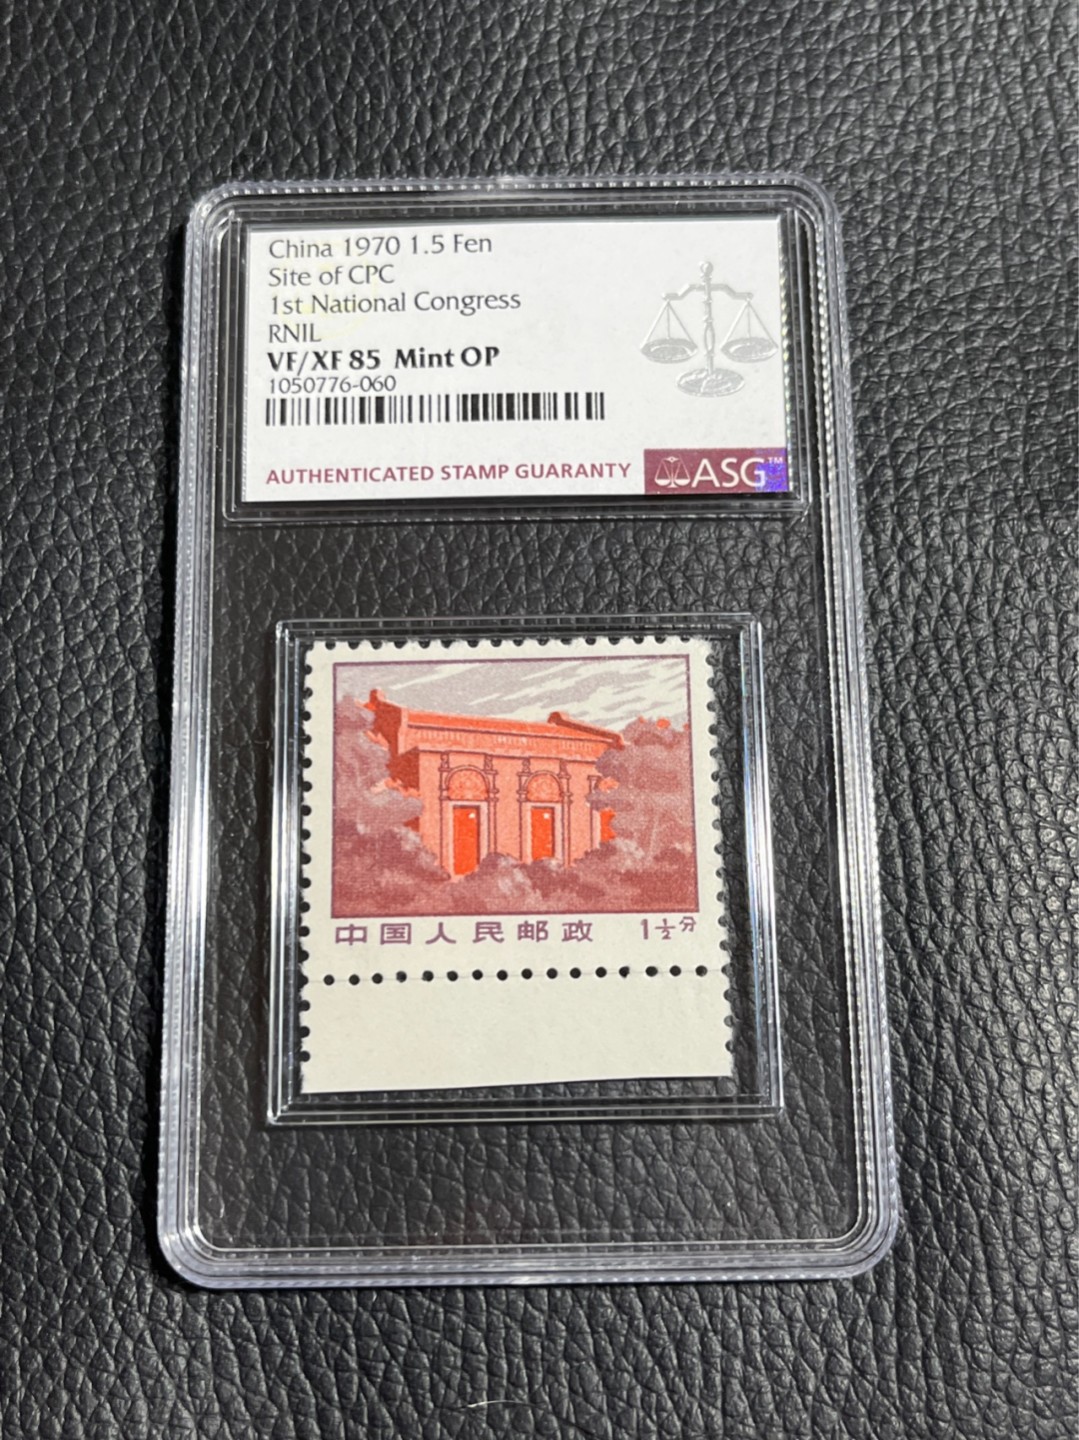 China 1970 1.5 Fen
Site of CPC
1st National Congress
RNIL
VF/XF 85 Mint OP
1050776-060
AUTHENTICATED STAMP GUARANTY
ASG™
中国人民邮政 1½分